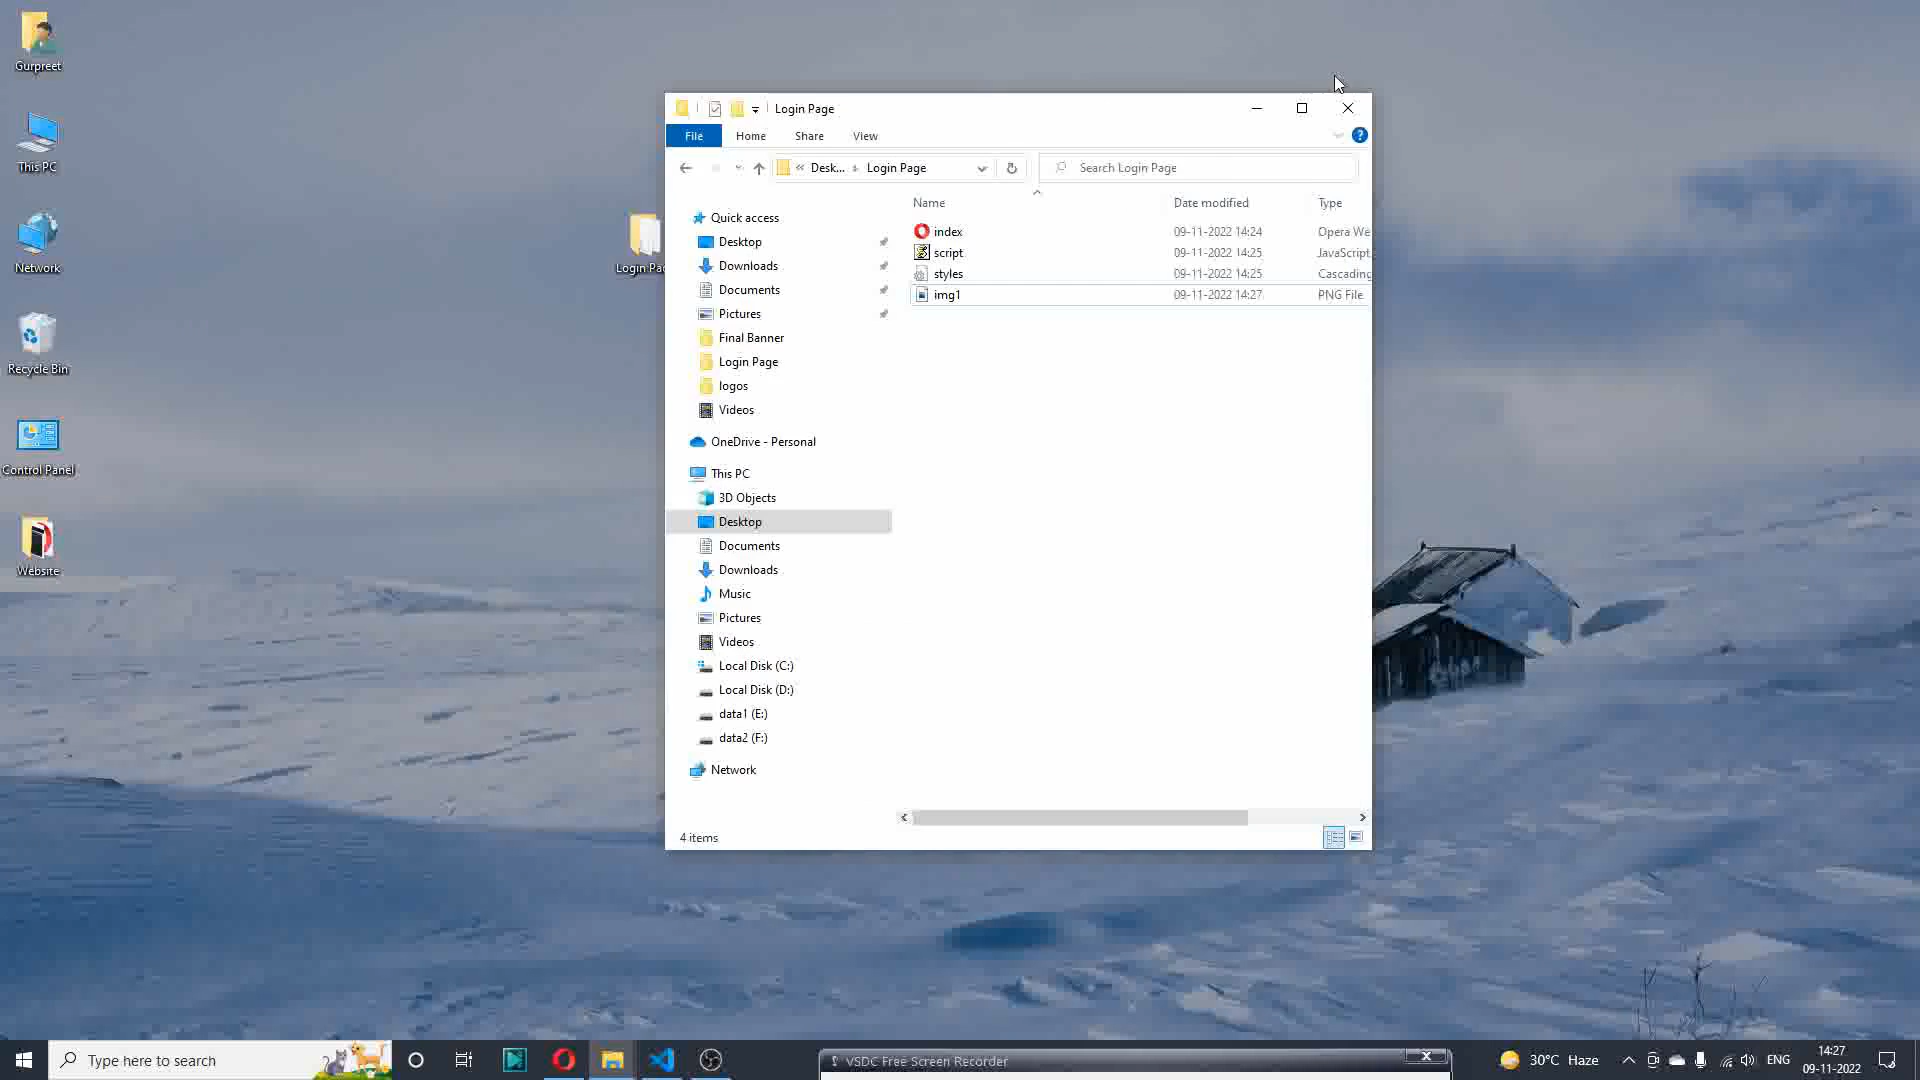 Gurpreet
This PC
Network
Recycle Bin
Control Panel
Website
Login Pag
Login Page
File Home Share View
« Desk... Login Page
Search Login Page
Name Date modified Type
index 09-11-2022 14:24 Opera We
script 09-11-2022 14:25 JavaScript
styles 09-11-2022 14:25 Cascading
img1 09-11-2022 14:27 PNG File
Quick access
Desktop
Downloads
Documents
Pictures
Final Banner
Login Page
logos
Videos
OneDrive - Personal
This PC
3D Objects
Desktop
Documents
Downloads
Music
Pictures
Videos
Local Disk (C:)
Local Disk (D:)
data1 (E:)
data2 (F:)
Network
4 items
Type here to search
VSDC Free Screen Recorder
30°C Haze
ENG
14:27
09-11-2022